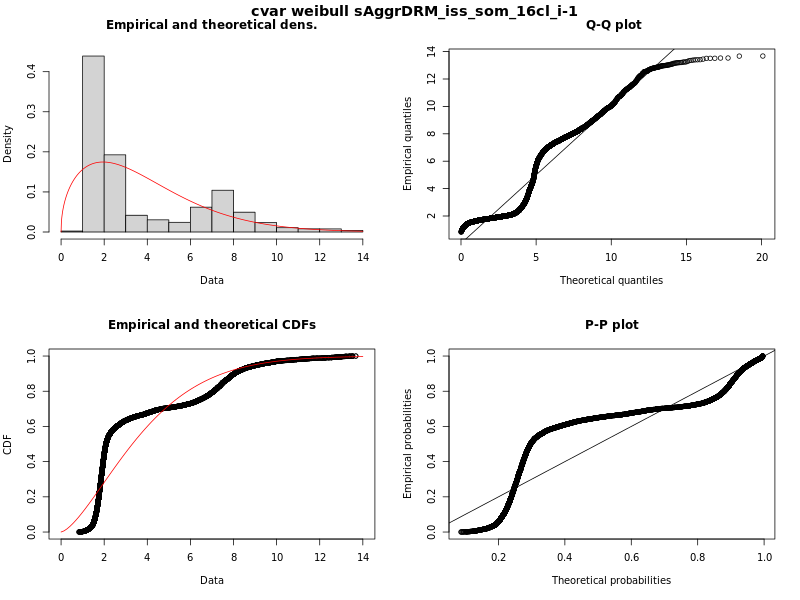 cvar weibull sAggrDRM_iss_som_16cl_i-1
Empirical and theoretical dens.
Density
0.0 0.1 0.2 0.3 0.4
0 2 4 6 8 10 12 14
Data
Q-Q plot
Empirical quantiles
2 4 6 8 10 12 14
0 5 10 15 20
Theoretical quantiles
Empirical and theoretical CDFs
CDF
0.0 0.2 0.4 0.6 0.8 1.0
0 2 4 6 8 10 12 14
Data
P-P plot
Empirical probabilities
0.0 0.2 0.4 0.6 0.8 1.0
0.2 0.4 0.6 0.8 1.0
Theoretical probabilities